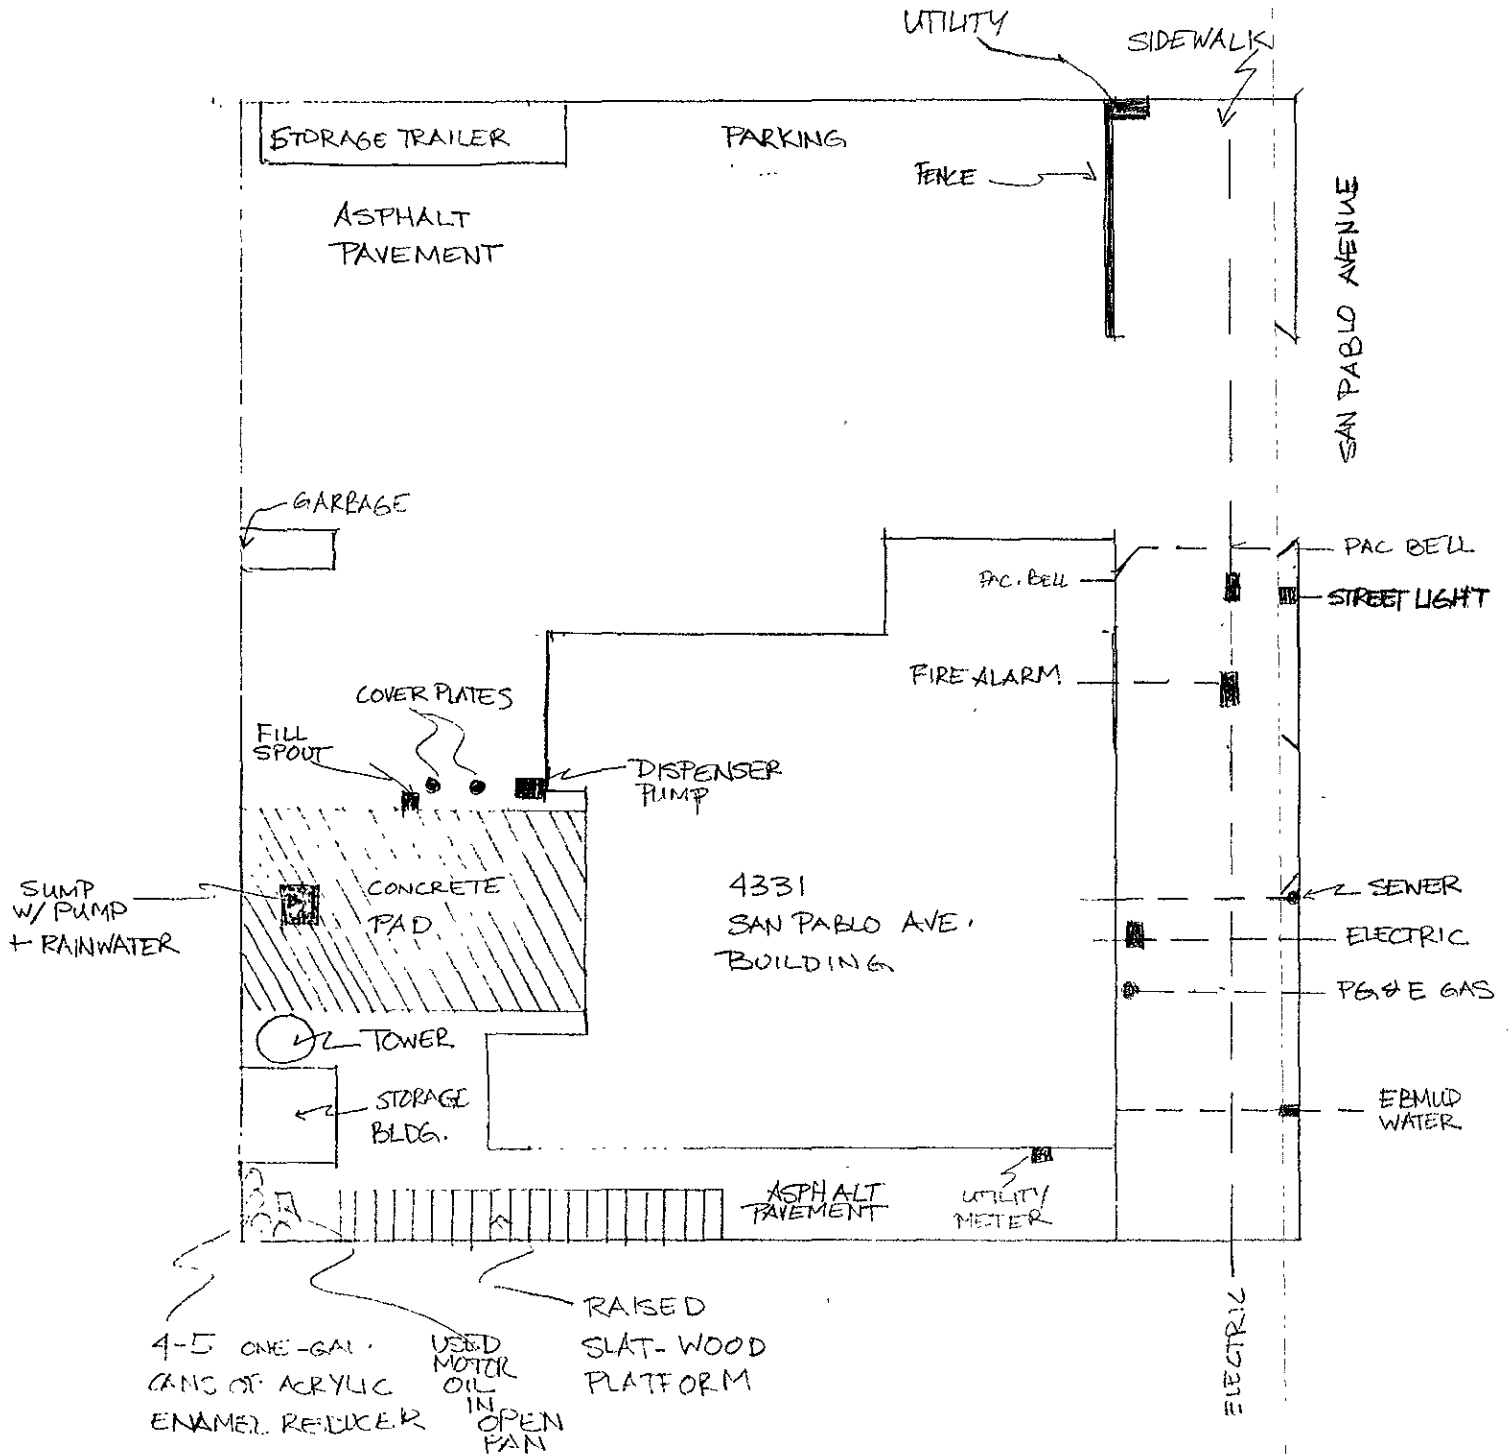 UTILITY
SIDEWALK
STORAGE TRAILER
PARKING
FENCE
ASPHALT
PAVEMENT
SAN PABLO AVENUE
GARBAGE
PAC BELL
PAC. BELL
STREET LIGHT
FIRE ALARM
COVER PLATES
FILL
SPOUT
DISPENSER
PUMP
SUMP
W/ PUMP
+ RAINWATER
CONCRETE
PAD
4331
SAN PABLO AVE.
BUILDING
SEWER
ELECTRIC
PG&E GAS
TOWER
STORAGE
BLDG.
EBMUD
WATER
ASPHALT
PAVEMENT
UTILITY
METER
ELECTRIC
4-5 ONE-GAL.
CANS OF ACRYLIC
ENAMEL REDUCER
USED
MOTOR
OIL
IN
OPEN
PAN
RAISED
SLAT-WOOD
PLATFORM